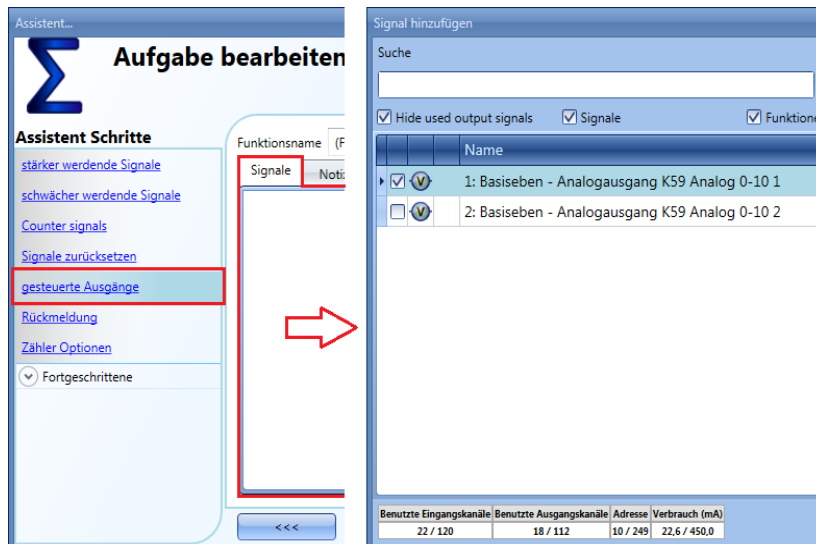 Assistent...
Aufgabe bearbeiten
Assistent Schritte
stärker werdende Signale
schwächer werdende Signale
Counter signals
Signale zurücksetzen
gesteuerte Ausgänge
Rückmeldung
Zähler Optionen
Fortgeschrittene
Funktionsname (F
Signale Noti
<<<
Signal hinzufügen
Suche
Hide used output signals Signale Funktione
Name
1: Basiseben - Analogausgang K59 Analog 0-10 1
2: Basiseben - Analogausgang K59 Analog 0-10 2
Benutzte Eingangskanäle Benutzte Ausgangskanäle Adresse Verbrauch (mA)
22 / 120 18 / 112 10 / 249 22,6 / 450,0